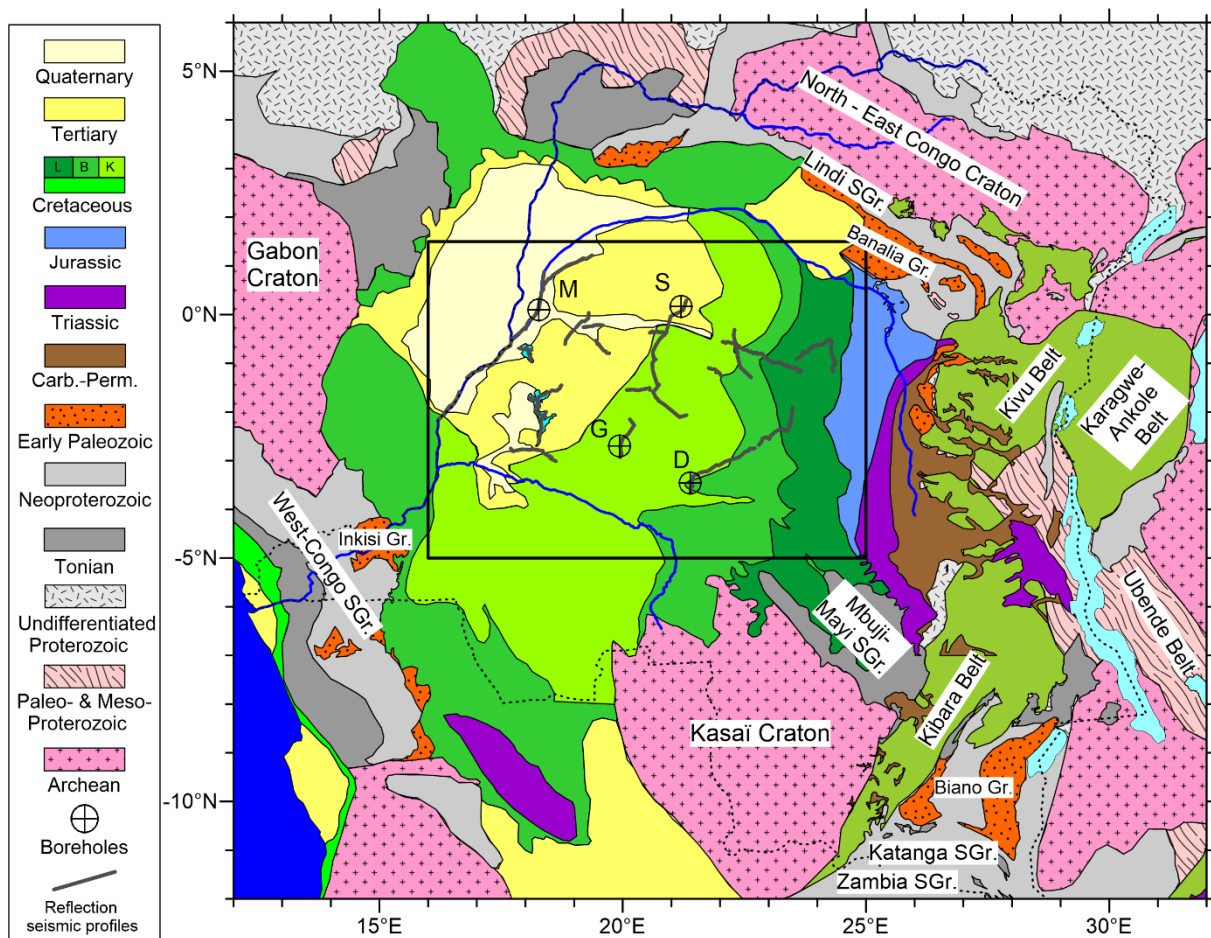 Quaternary
Tertiary
L B K
Cretaceous
Jurassic
Triassic
Carb.-Perm.
Early Paleozoic
Neoproterozoic
Tonian
Undifferentiated
Proterozoic
Paleo- & Meso-
Proterozoic
Archean
Boreholes
Reflection
seismic profiles
5°N
0°N
-5°N
-10°N
15°E
20°E
25°E
30°E
North - East Congo
Craton
Lindi SGr.
Banalia Gr.
Gabon
Craton
M
S
G
D
Kivu Belt
Karagwe-
Ankole
Belt
West-Congo SGr.
Inkisi Gr.
Mbuji-
Mayi SGr.
Ubende Belt
Kibara Belt
Kasaï Craton
Biano Gr.
Katanga SGr.
Zambia SGr.